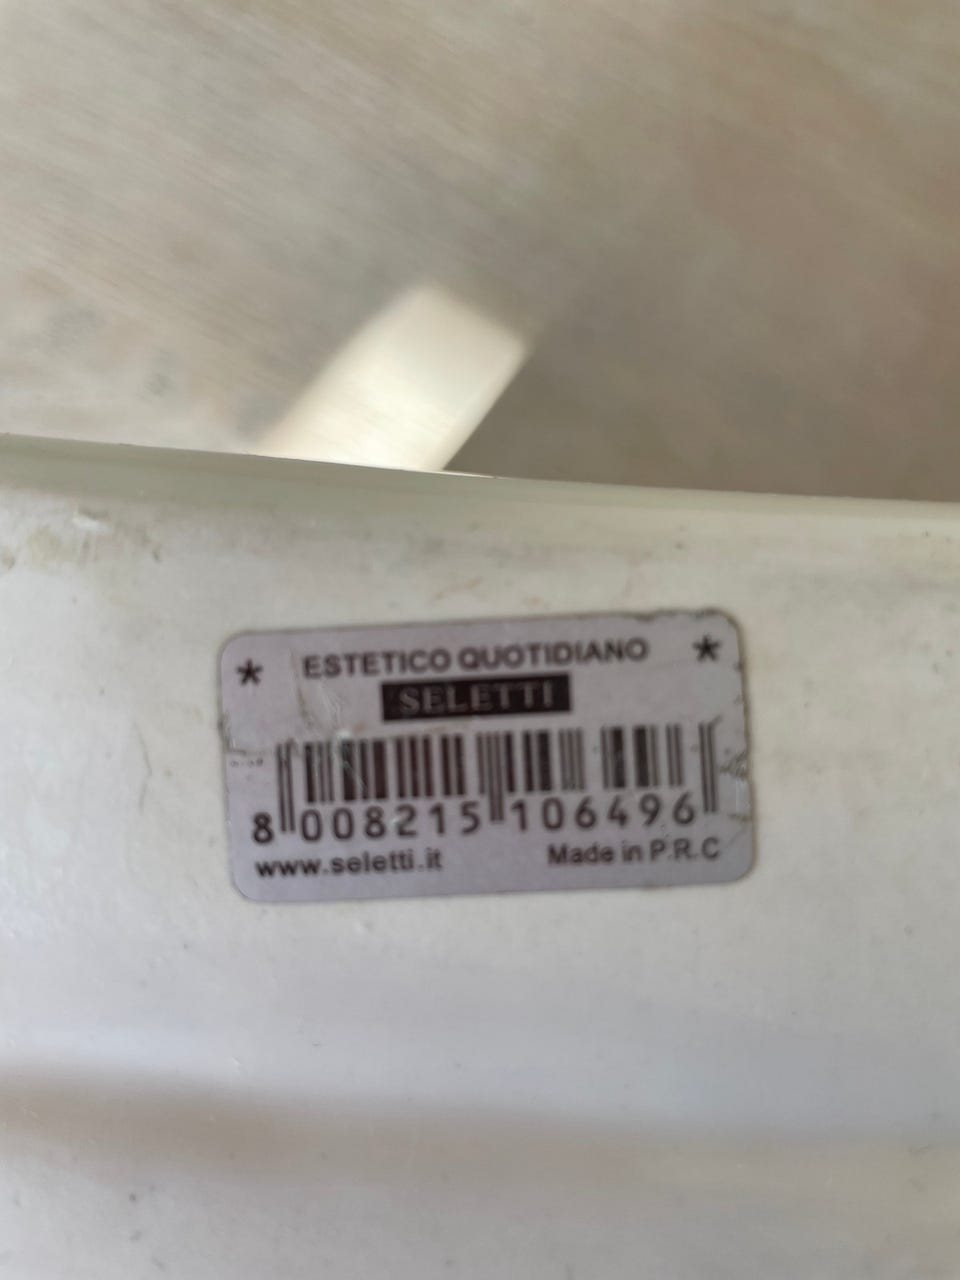 * ESTETICO QUOTIDIANO *
SELETTI
8 008215 106496
www.seletti.it Made in P.R.C